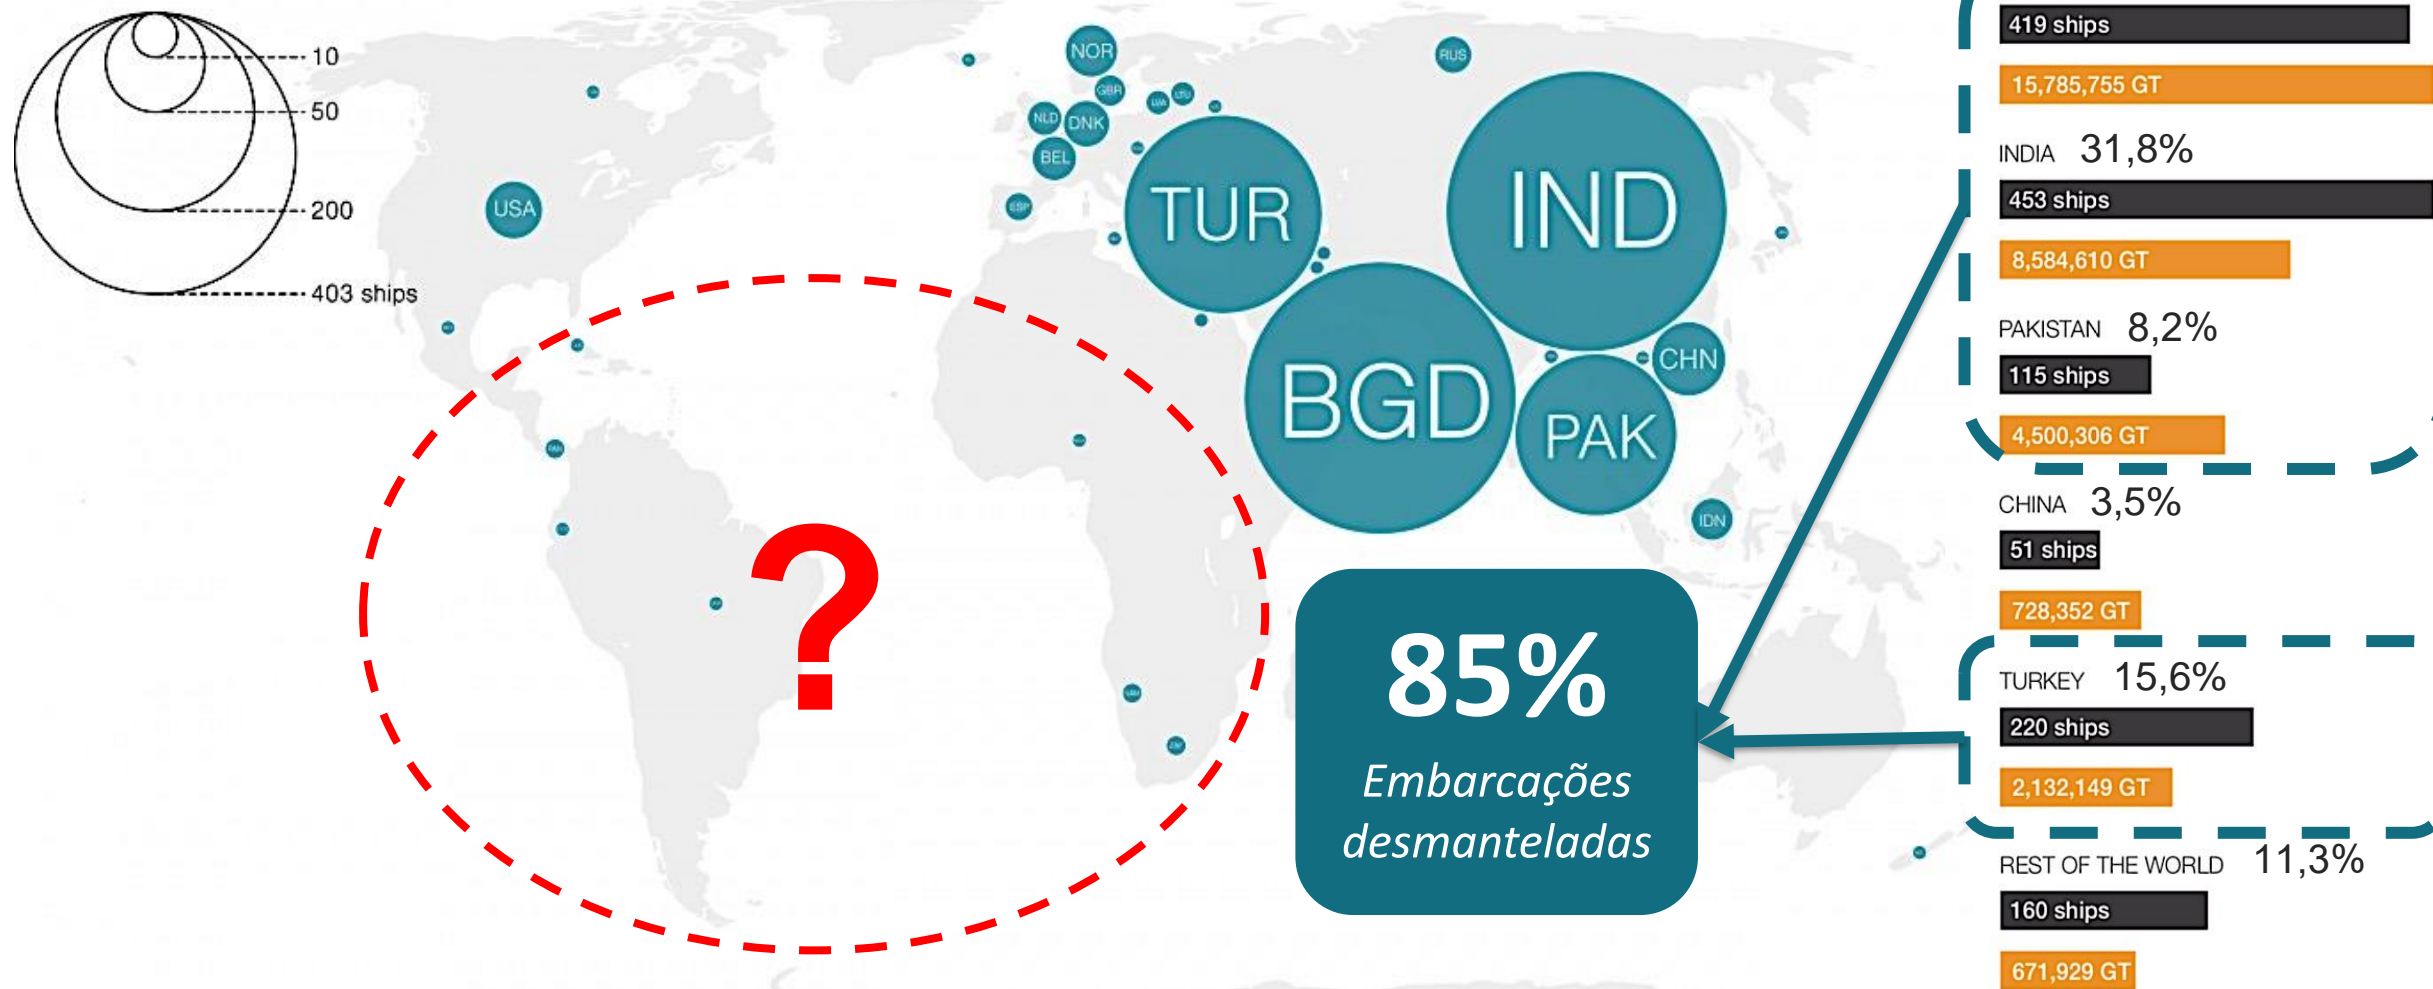 10
50
200
403 ships
USA
NOR
GBR
NLD
DNK
BEL
ESP
RUS
TUR
IND
BGD
PAK
CHN
IDN
?
85%
Embarcações
desmanteladas
419 ships
15,785,755 GT
INDIA 31,8%
453 ships
8,584,610 GT
PAKISTAN 8,2%
115 ships
4,500,306 GT
CHINA 3,5%
51 ships
728,352 GT
TURKEY 15,6%
220 ships
2,132,149 GT
REST OF THE WORLD 11,3%
160 ships
671,929 GT